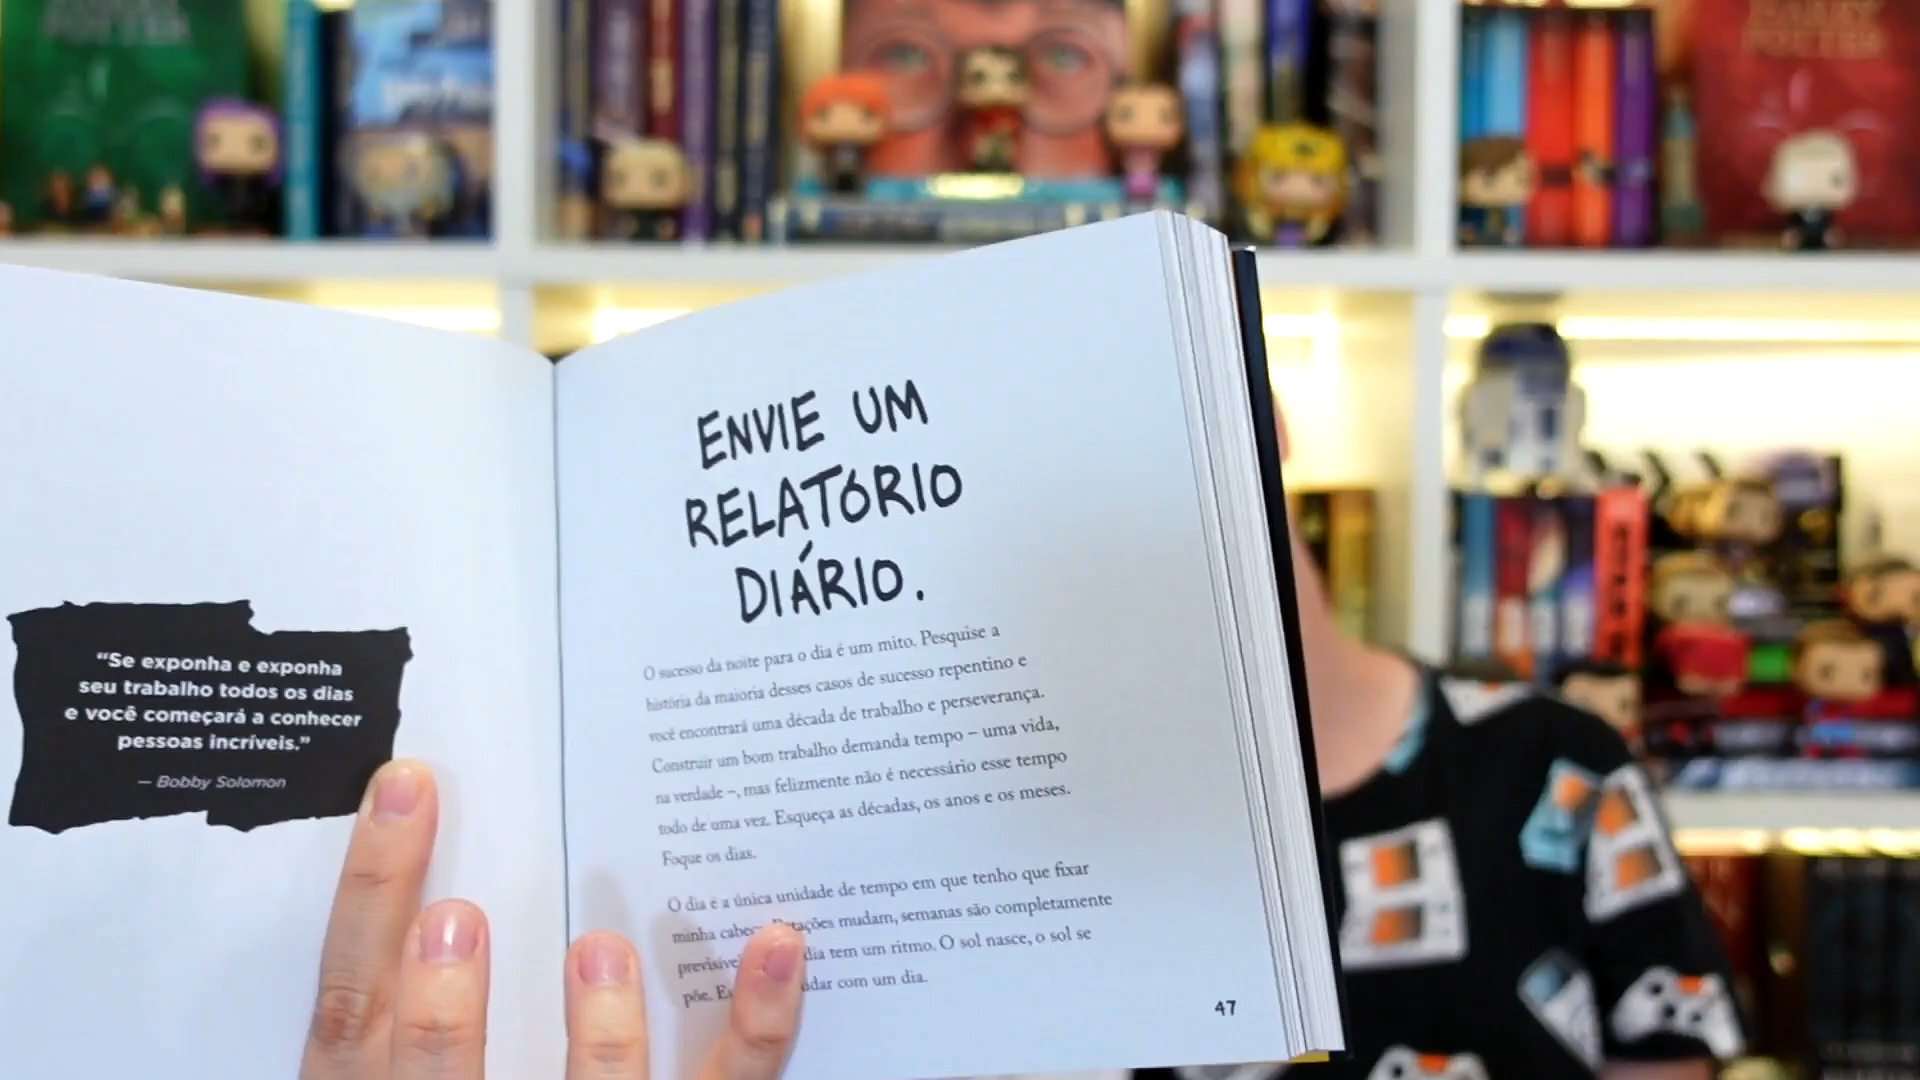 HARRY
POTTER
“Se exponha e exponha
seu trabalho todos os dias
e você começará a conhecer
pessoas incríveis.”
— Bobby Solomon
ENVIE UM
RELATÓRIO
DIÁRIO.
O sucesso da noite para o dia é um mito. Pesquise a
história da maioria desses casos de sucesso repentino e
você encontrará uma década de trabalho e perseverança.
Construir um bom trabalho demanda tempo – uma vida,
na verdade –, mas felizmente não é necessário esse tempo
todo de uma vez. Esqueça as décadas, os anos e os meses.
Foque os dias.
O dia é a única unidade de tempo em que tenho que fixar
minha mudam, semanas são completamente
dia tem um ritmo. O sol nasce, o sol se
põe. com um dia.
47